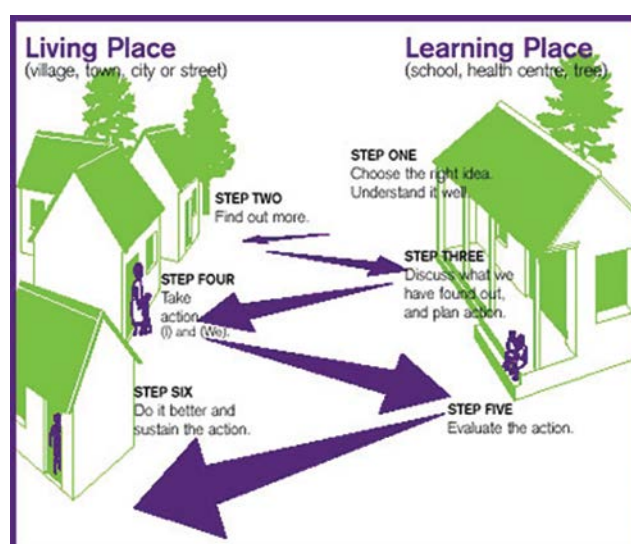 Living Place
(village, town, city or street)
Learning Place
(school, health centre, tree)
STEP ONE
Choose the right idea.
Understand it well.
STEP TWO
Find out more.
STEP THREE
Discuss what we
have found out,
and plan action.
STEP FOUR
Take
action
(I) and (We).
STEP FIVE
Evaluate the action.
STEP SIX
Do it better and
sustain the action.